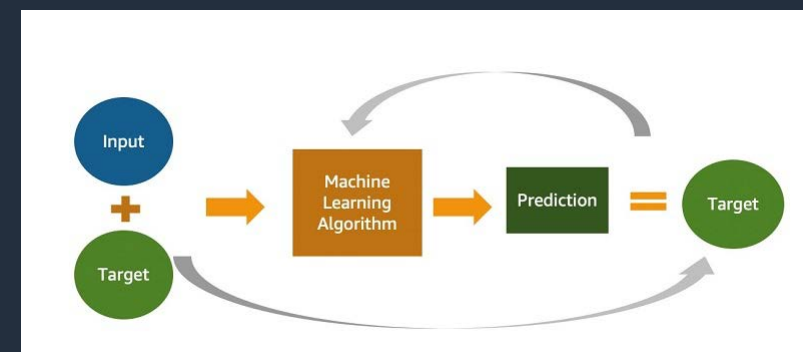 Input
+
Target
Machine
Learning
Algorithm
Prediction
=
Target